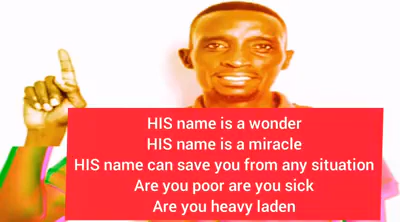 HIS name is a wonder
HIS name is a miracle
HIS name can save you from any situation
Are you poor are you sick
Are you heavy laden